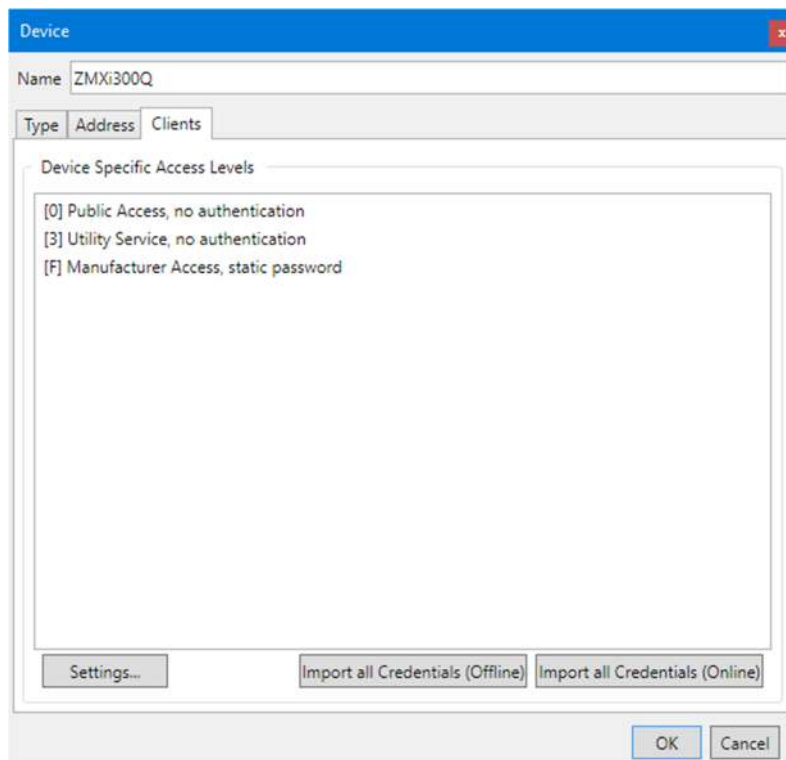 Device
x
Name ZMXi300Q
Type Address Clients
Device Specific Access Levels
[0] Public Access, no authentication
[3] Utility Service, no authentication
[F] Manufacturer Access, static password
Settings... Import all Credentials (Offline) Import all Credentials (Online)
OK Cancel